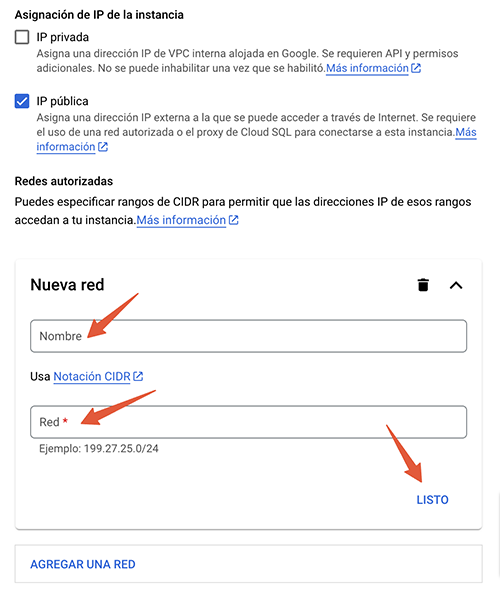 Asignación de IP de la instancia
IP privada
Asigna una dirección IP de VPC interna alojada en Google. Se requieren API y permisos
adicionales. No se puede inhabilitar una vez que se habilitó.Más información
IP pública
Asigna una dirección IP externa a la que se puede acceder a través de Internet. Se requiere
el uso de una red autorizada o el proxy de Cloud SQL para conectarse a esta instancia.Más
información
Redes autorizadas
Puedes especificar rangos de CIDR para permitir que las direcciones IP de esos rangos
accedan a tu instancia.Más información
Nueva red
Nombre
Usa Notación CIDR
Red *
Ejemplo: 199.27.25.0/24
LISTO
AGREGAR UNA RED